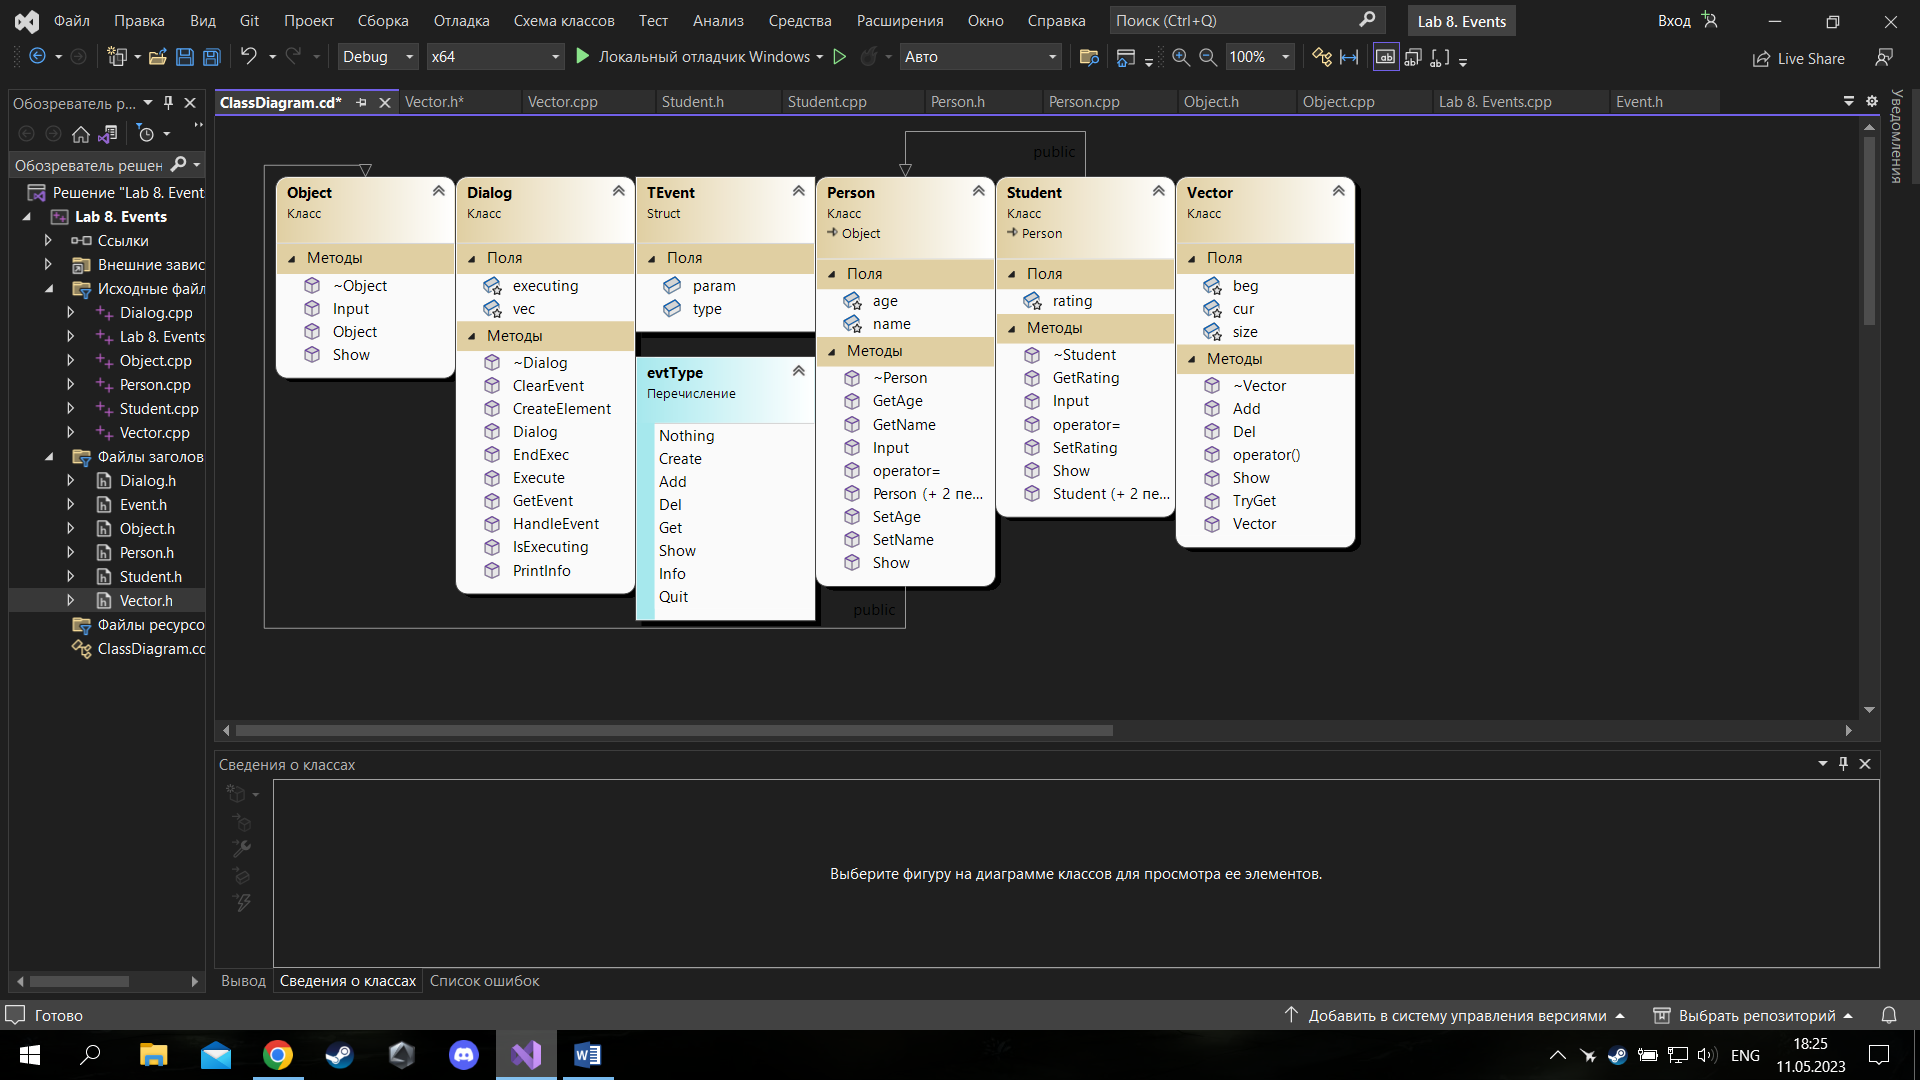 Файл Правка Вид Git Проект Сборка Отладка Схема классов Тест Анализ Средства Расширения Окно Справка Поиск (Ctrl+Q) Lab 8. Events Вход
Debug x64 Локальный отладчик Windows Авто 100% Live Share
Обозреватель р...
Обозреватель решен
Решение "Lab 8. Event
Lab 8. Events
Ссылки
Внешние завис
Исходные файл
Dialog.cpp
Lab 8. Events
Object.cpp
Person.cpp
Student.cpp
Vector.cpp
Файлы заголов
Dialog.h
Event.h
Object.h
Person.h
Student.h
Vector.h
Файлы ресурсо
ClassDiagram.cd
ClassDiagram.cd* Vector.h* Vector.cpp Student.h Student.cpp Person.h Person.cpp Object.h Object.cpp Lab 8. Events.cpp Event.h
Уведомления
public
Object
Класс
Методы
~Object
Input
Object
Show
Dialog
Класс
Поля
executing
vec
Методы
~Dialog
ClearEvent
CreateElement
Dialog
EndExec
Execute
GetEvent
HandleEvent
IsExecuting
PrintInfo
TEvent
Struct
Поля
param
type
evtType
Перечисление
Nothing
Create
Add
Del
Get
Show
Info
Quit
Person
Класс
Object
Поля
age
name
Методы
~Person
GetAge
GetName
Input
operator=
Person (+ 2 пе...
SetAge
SetName
Show
public
Student
Класс
Person
Поля
rating
Методы
~Student
GetRating
Input
operator=
SetRating
Show
Student (+ 2 пе...
Vector
Класс
Поля
beg
cur
size
Методы
~Vector
Add
Del
operator()
Show
TryGet
Vector
Сведения о классах
Выберите фигуру на диаграмме классов для просмотра ее элементов.
Вывод Сведения о классах Список ошибок
Готово Добавить в систему управления версиями Выбрать репозиторий
ENG
18:25
11.05.2023